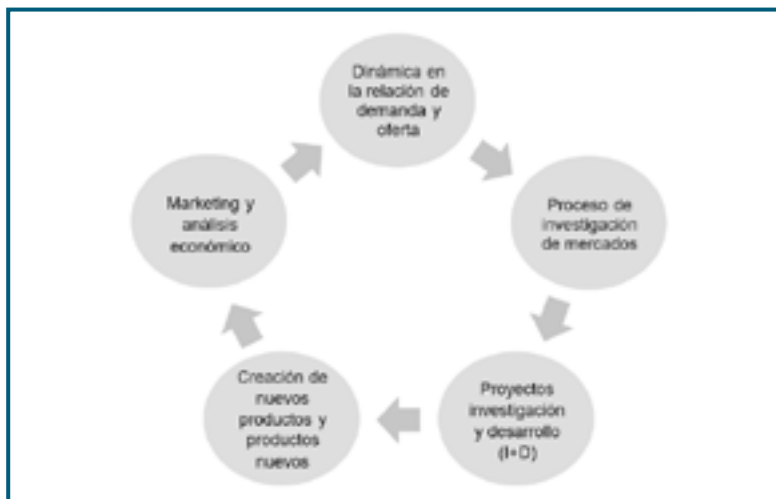 Dinámica en
la relación de
demanda y
oferta
Proceso de
investigación
de mercados
Proyectos
investigación
y desarrollo
(I+D)
Creación de
nuevos
productos y
productos
nuevos
Marketing y
análisis
económico